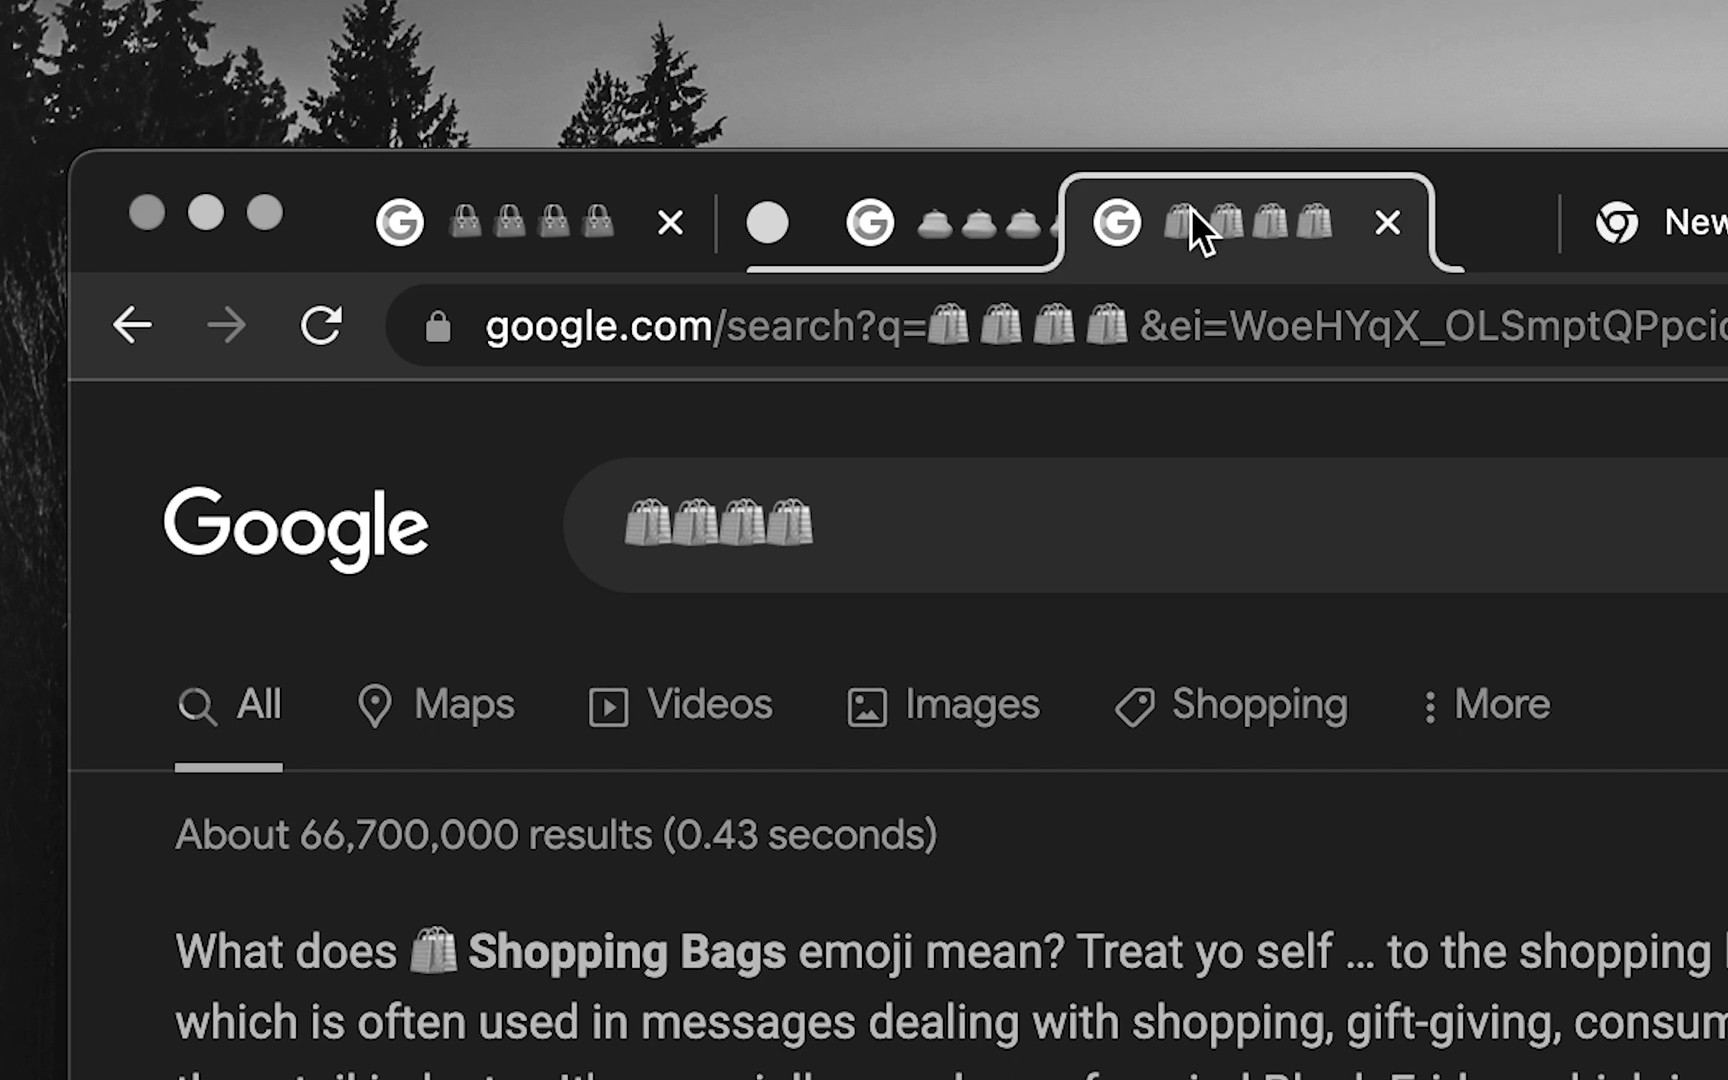 👜👜👜👜
👛👛👛
🛍️🛍️🛍️🛍️
New
google.com/search?q=🛍️🛍️🛍️🛍️&ei=WoeHYqX_OLSmptQPpcio
Google
🛍️🛍️🛍️🛍️
All
Maps
Videos
Images
Shopping
More
About 66,700,000 results (0.43 seconds)
What does 🛍️ Shopping Bags emoji mean? Treat yo self ... to the shopping
which is often used in messages dealing with shopping, gift-giving, consum